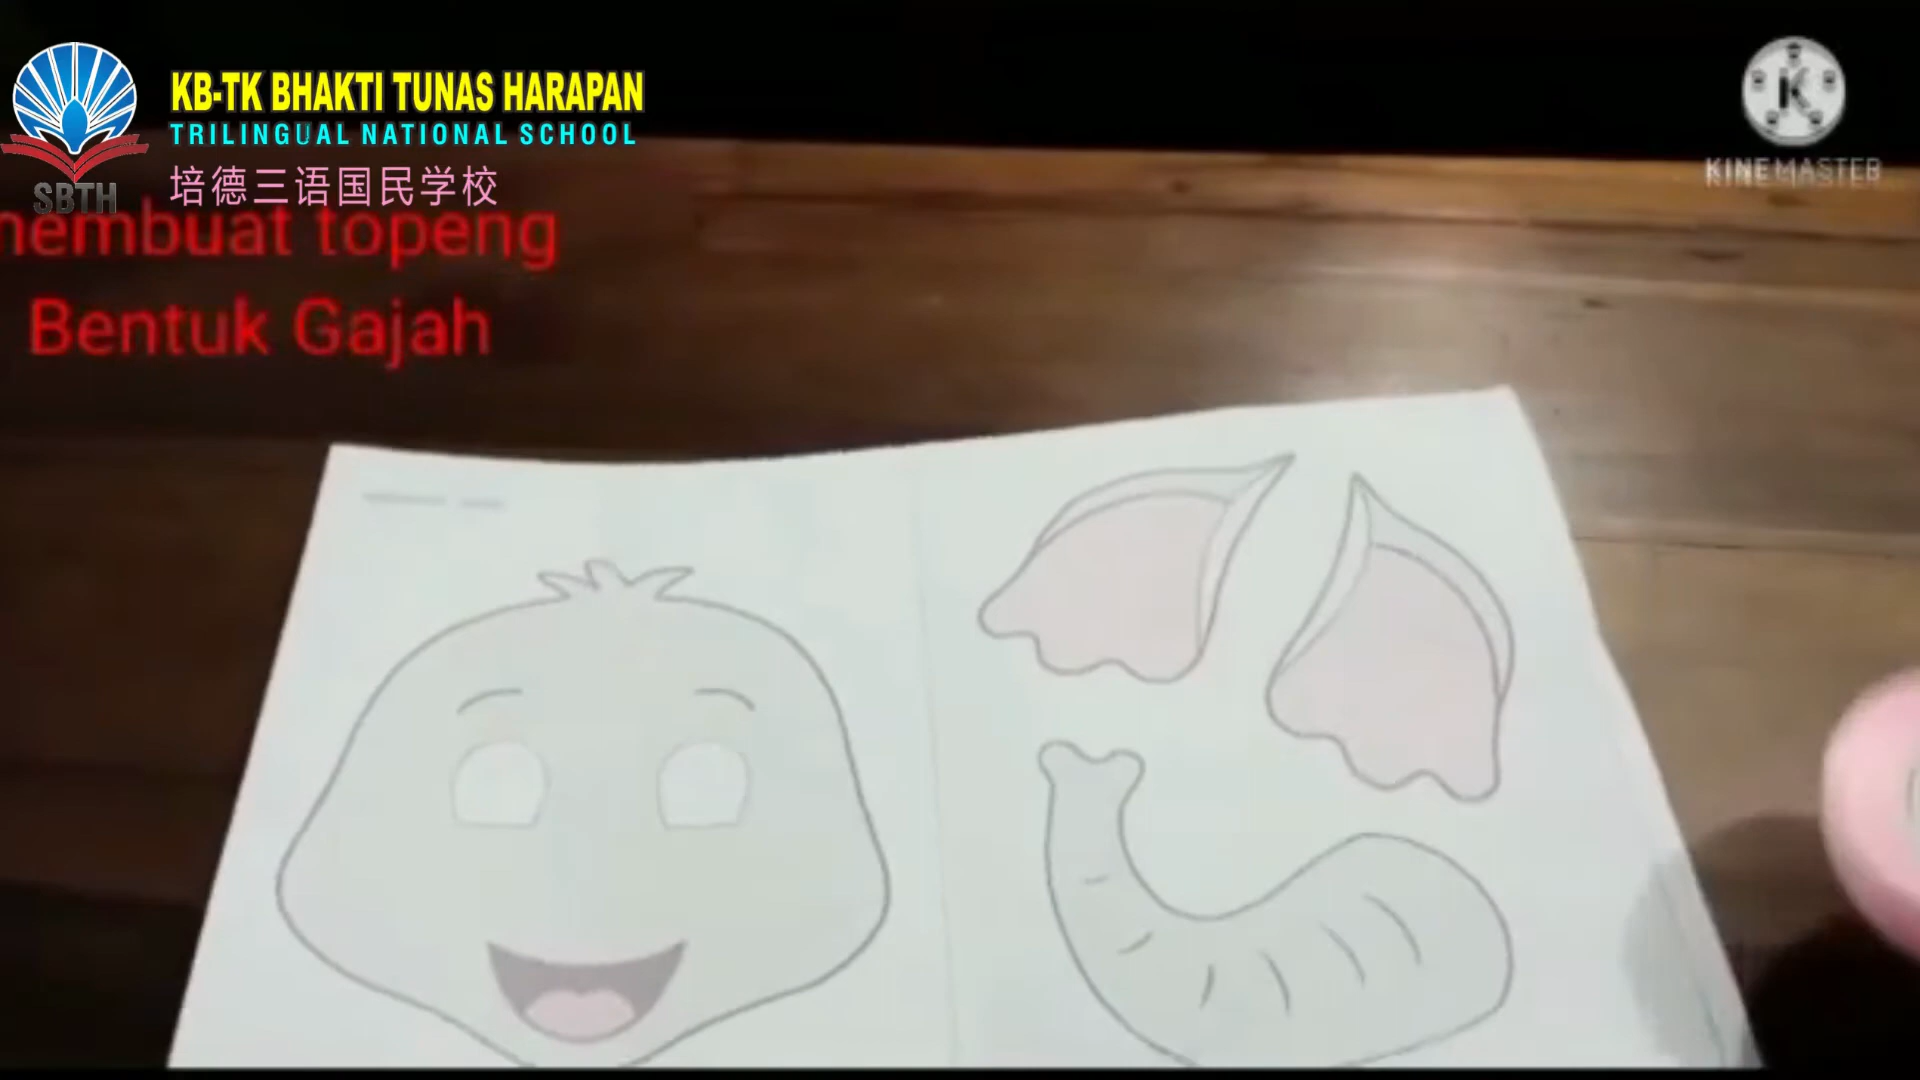 KB-TK BHAKTI TUNAS HARAPAN
TRILINGUAL NATIONAL SCHOOL
培德三语国民学校
SBTH
K
KINEMASTER
membuat topeng
Bentuk Gajah